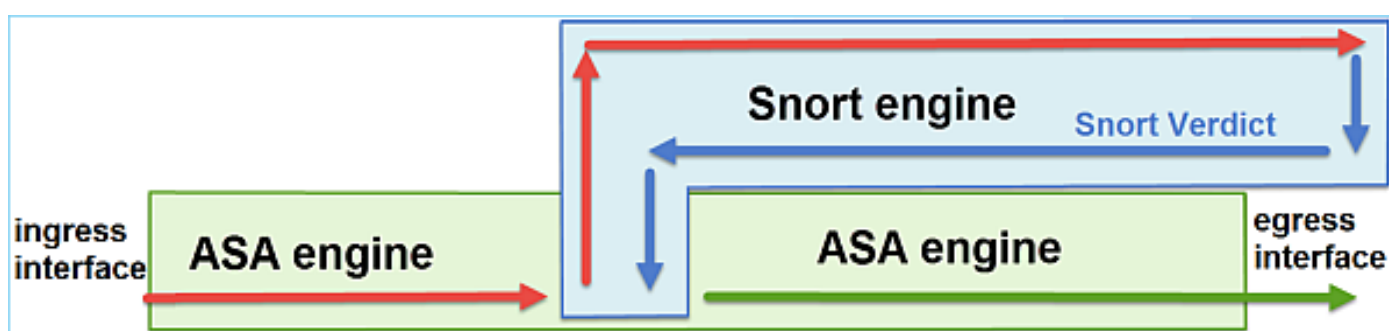 Snort engine
Snort Verdict
ingress
interface
ASA engine
ASA engine
egress
interface